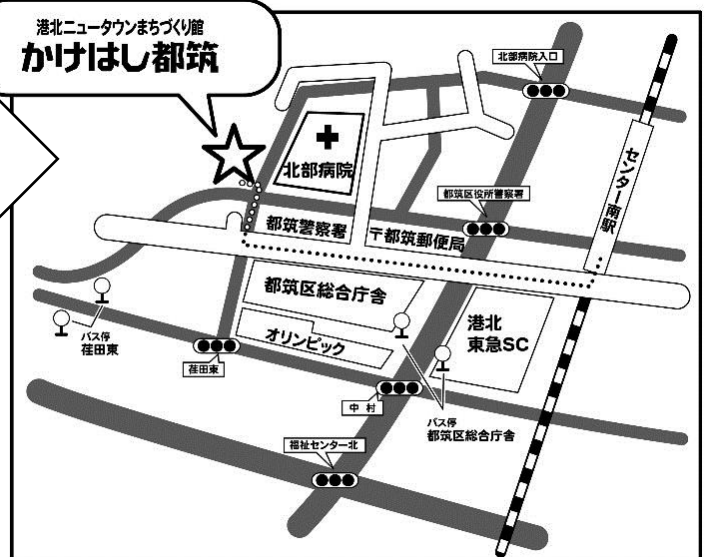 港北ニュータウンまちづくり館
かけはし都筑
北部病院入口
北部病院
センター南駅
都筑区役所警察署
都筑警察署
〒都筑郵便局
都筑区総合庁舎
港北
東急SC
オリンピック
バス停
荏田東
荏田東
中村
バス停
都筑区総合庁舎
福祉センター北